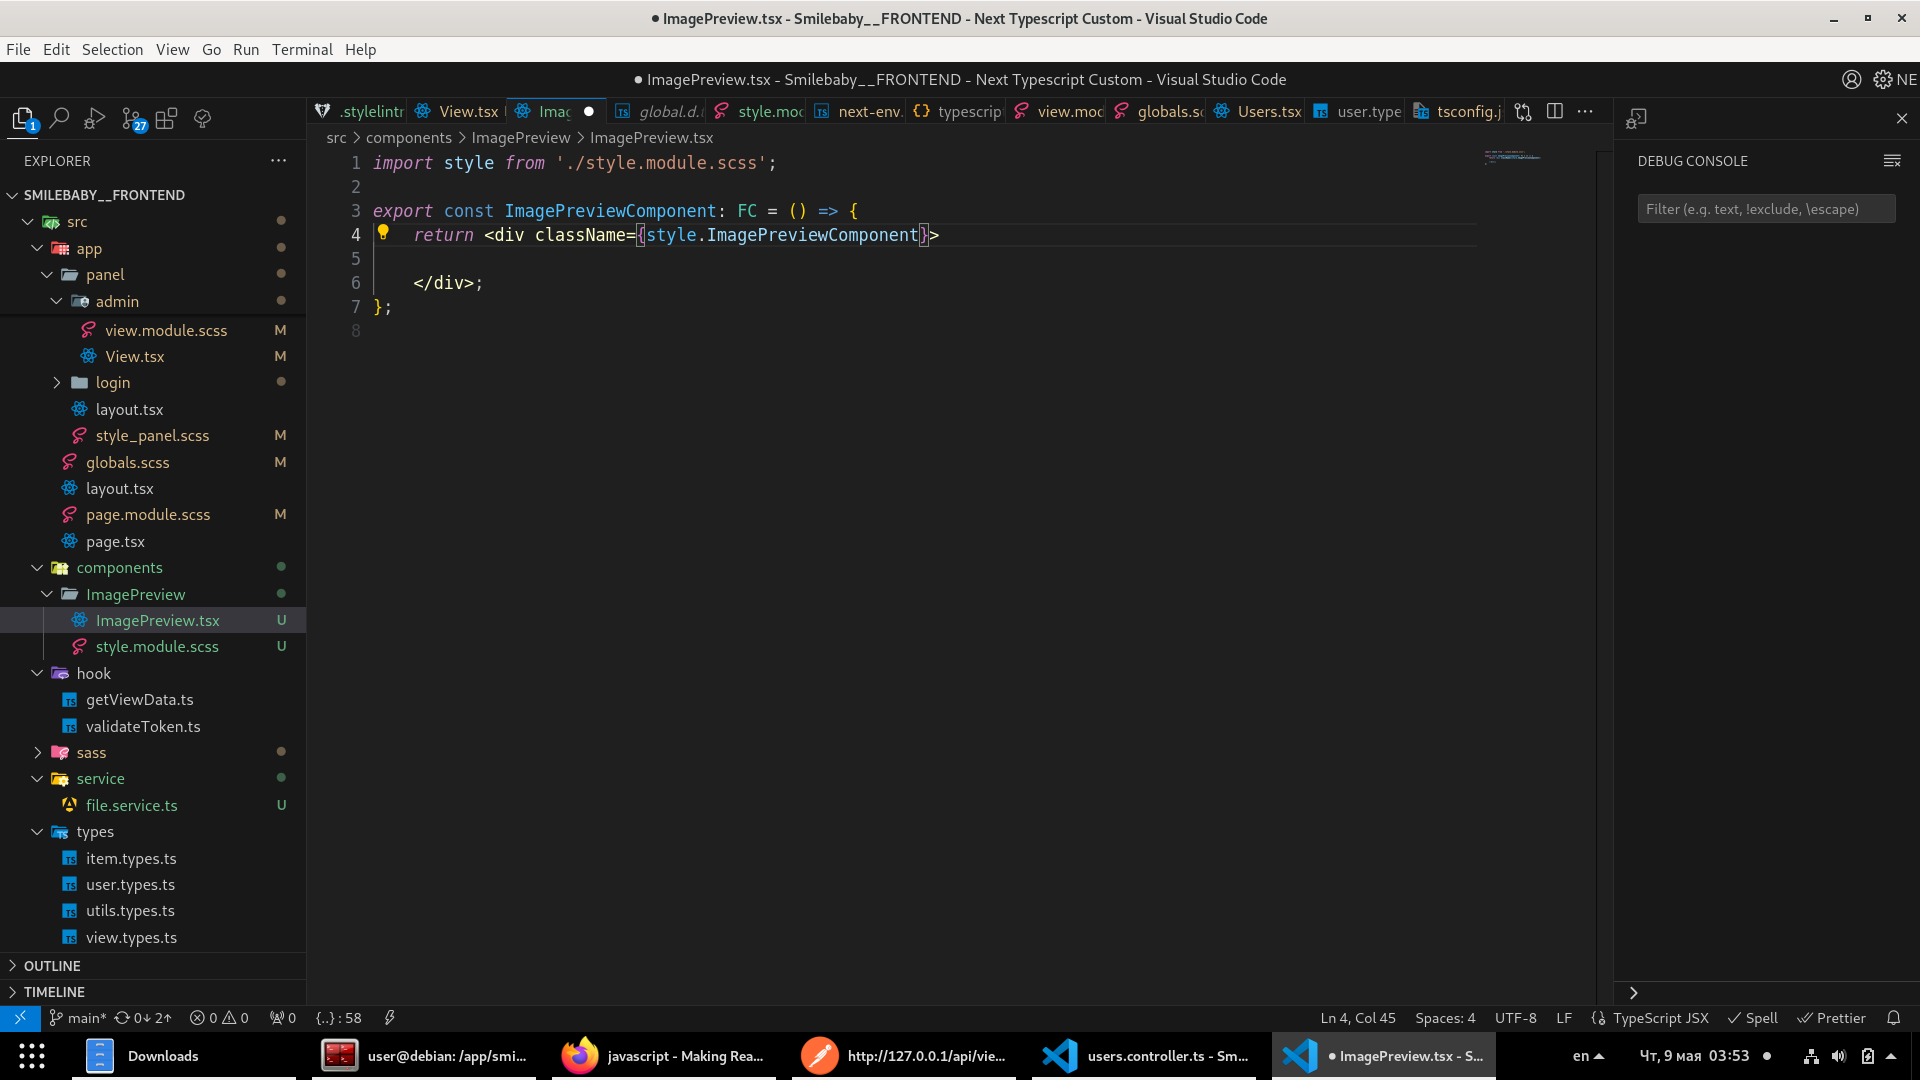 ● ImagePreview.tsx - Smilebaby__FRONTEND - Next Typescript Custom - Visual Studio Code
File Edit Selection View Go Run Terminal Help
● ImagePreview.tsx - Smilebaby__FRONTEND - Next Typescript Custom - Visual Studio Code
NE
1
27
.stylelintr
View.tsx
Imag
global.d.t
style.mod
next-env.
typescrip
view.mod
globals.sc
Users.tsx
user.type
tsconfig.j
EXPLORER
src > components > ImagePreview > ImagePreview.tsx
DEBUG CONSOLE
Filter (e.g. text, !exclude, \escape)
SMILEBABY__FRONTEND
src
app
panel
admin
view.module.scss M
View.tsx M
login
layout.tsx
style_panel.scss M
globals.scss M
layout.tsx
page.module.scss M
page.tsx
components
ImagePreview
ImagePreview.tsx U
style.module.scss U
hook
getViewData.ts
validateToken.ts
sass
service
file.service.ts U
types
item.types.ts
user.types.ts
utils.types.ts
view.types.ts
OUTLINE
TIMELINE
1 import style from './style.module.scss';
2
3 export const ImagePreviewComponent: FC = () => {
4 return <div className={style.ImagePreviewComponent}>
5
6 </div>;
7 };
8
main* 0↓ 2↑ 0 0 0 {..} : 58
Ln 4, Col 45 Spaces: 4 UTF-8 LF TypeScript JSX Spell Prettier
Downloads
user@debian: /app/smi...
javascript - Making Rea...
http://127.0.0.1/api/vie...
users.controller.ts - Sm...
● ImagePreview.tsx - S...
en
Чт, 9 мая 03:53